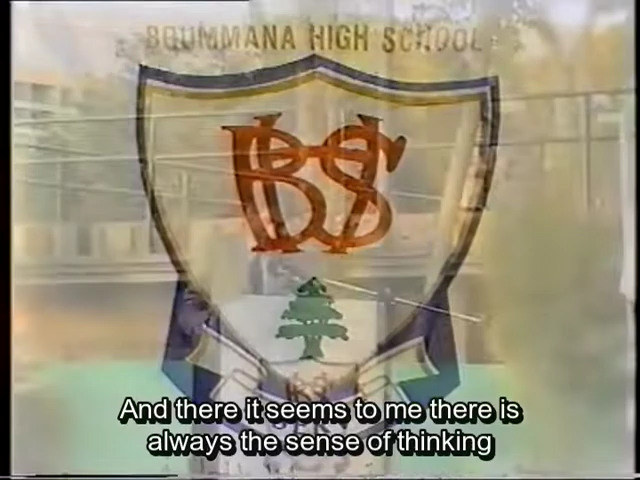 BRUMMANA HIGH SCHOOL
BHS
And there it seems to me there is
always the sense of thinking